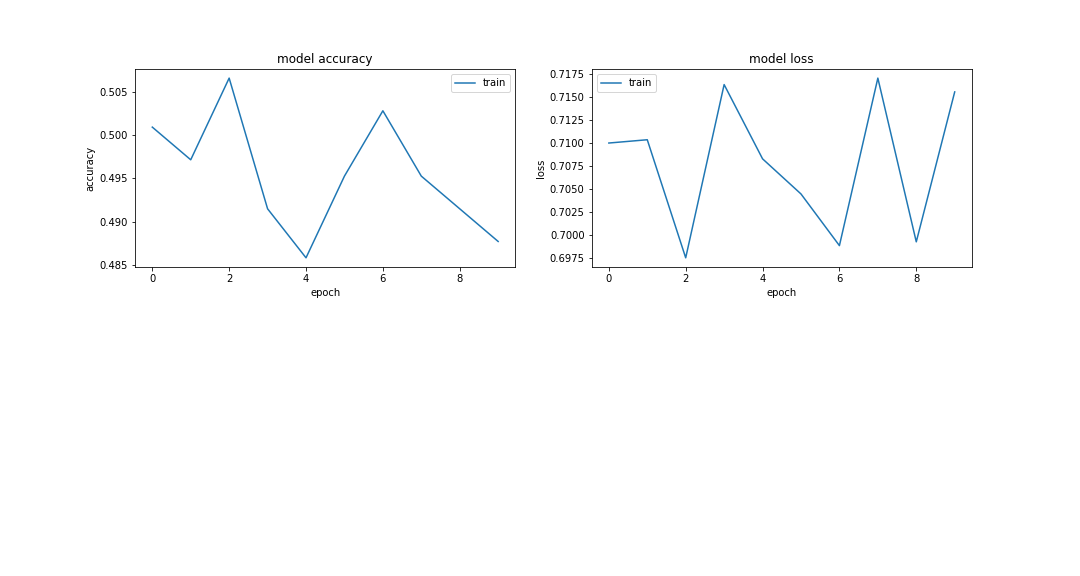 model accuracy
train
0.505
0.500
0.495
0.490
0.485
accuracy
0 2 4 6 8
epoch
model loss
train
0.7175
0.7150
0.7125
0.7100
0.7075
0.7050
0.7025
0.7000
0.6975
loss
0 2 4 6 8
epoch